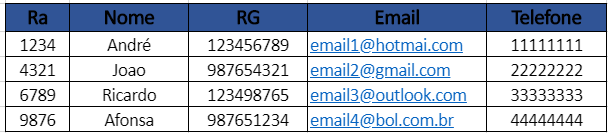 Ra Nome RG Email Telefone
1234 André 123456789 email1@hotmai.com 11111111
4321 Joao 987654321 email2@gmail.com 22222222
6789 Ricardo 123498765 email3@outlook.com 33333333
9876 Afonsa 987651234 email4@bol.com.br 44444444